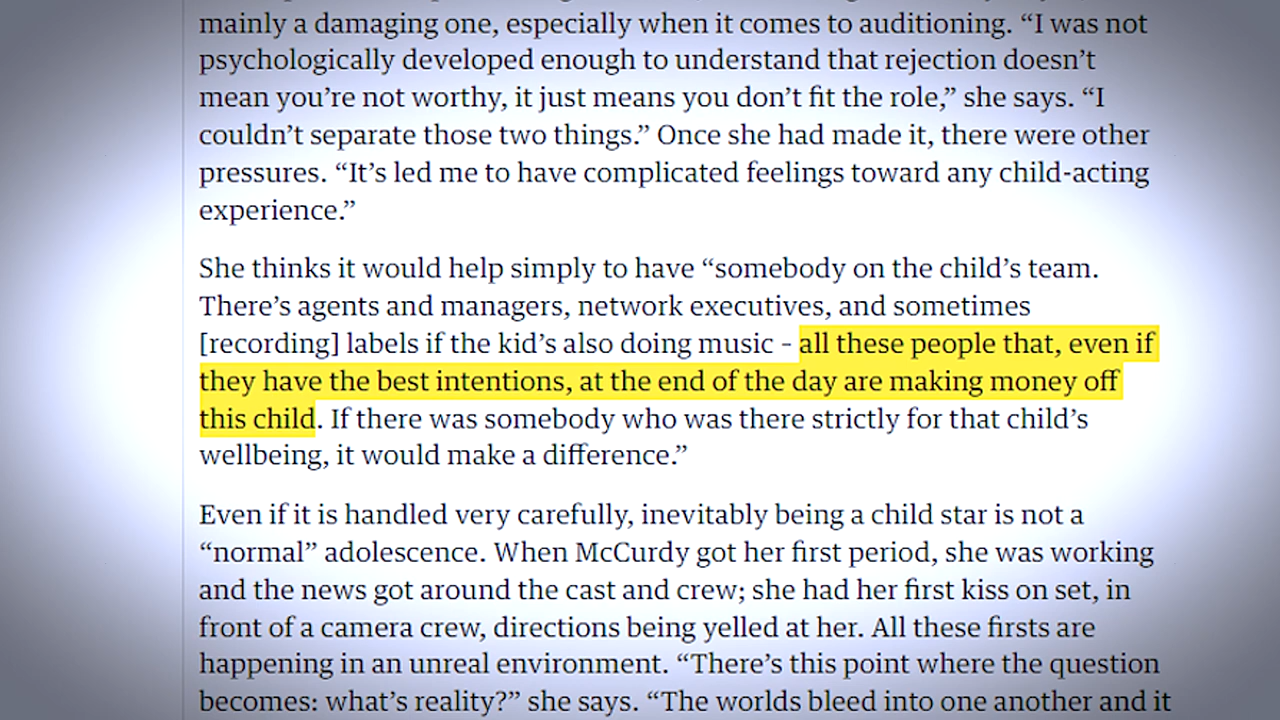 mainly a damaging one, especially when it comes to auditioning. “I was not
psychologically developed enough to understand that rejection doesn’t
mean you’re not worthy, it just means you don’t fit the role,” she says. “I
couldn’t separate those two things.” Once she had made it, there were other
pressures. “It’s led me to have complicated feelings toward any child-acting
experience.”
She thinks it would help simply to have “somebody on the child’s team.
There’s agents and managers, network executives, and sometimes
[recording] labels if the kid’s also doing music – all these people that, even if
they have the best intentions, at the end of the day are making money off
this child. If there was somebody who was there strictly for that child’s
wellbeing, it would make a difference.”
Even if it is handled very carefully, inevitably being a child star is not a
“normal” adolescence. When McCurdy got her first period, she was working
and the news got around the cast and crew; she had her first kiss on set, in
front of a camera crew, directions being yelled at her. All these firsts are
happening in an unreal environment. “There’s this point where the question
becomes: what’s reality?” she says. “The worlds bleed into one another and it